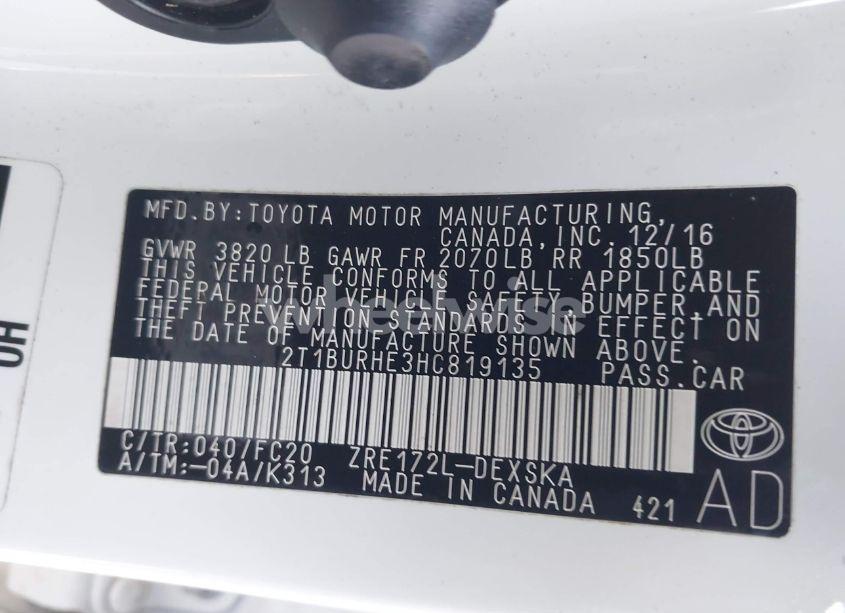 MFD.BY:TOYOTA MOTOR MANUFACTURING,
CANADA,INC. 12/16
GVWR 3820 LB GAWR FR 2070LB RR 1850LB
THIS VEHICLE CONFORMS TO ALL APPLICABLE
FEDERAL MOTOR VEHICLE SAFETY,BUMPER,AND
THEFT PREVENTION STANDARDS IN EFFECT ON
THE DATE OF MANUFACTURE SHOWN ABOVE.
2T1BURHE3HC819135 PASS.CAR
C/TR:040/FC20 ZRE172L-DEXSKA
A/TM:-04A/K313 MADE IN CANADA 421 AD